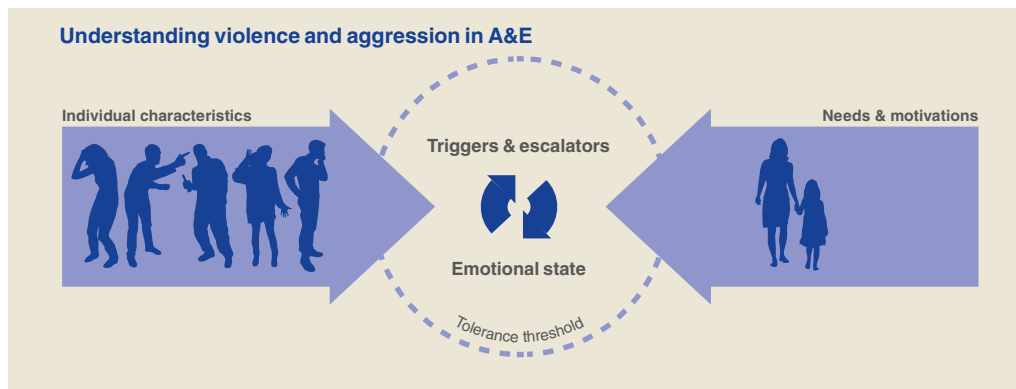 Understanding violence and aggression in A&E
Individual characteristics
Needs & motivations
Triggers & escalators
Emotional state
Tolerance threshold